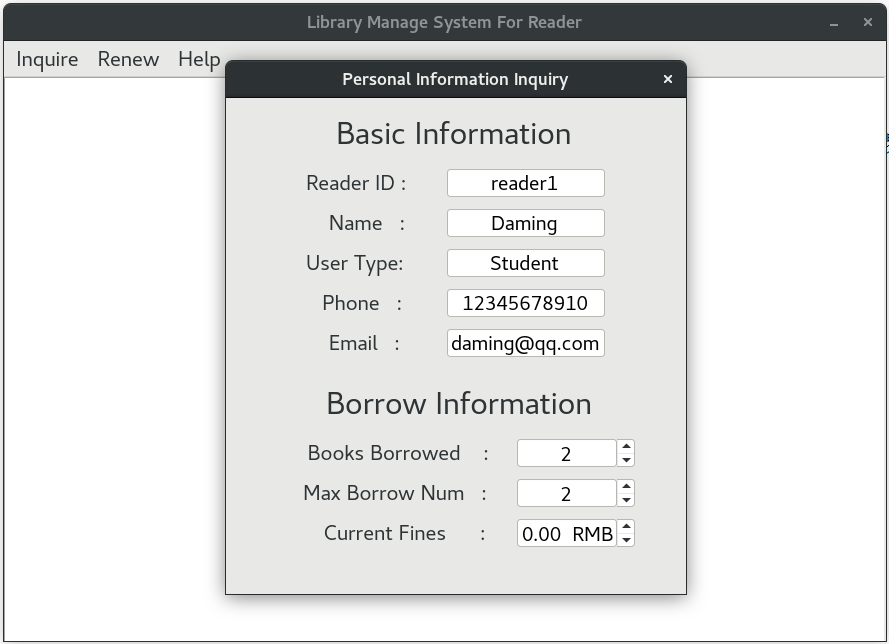 Library Manage System For Reader
Inquire Renew Help
Personal Information Inquiry
Basic Information
Reader ID : reader1
Name : Daming
User Type: Student
Phone : 12345678910
Email : daming@qq.com
Borrow Information
Books Borrowed : 2
Max Borrow Num : 2
Current Fines : 0.00 RMB